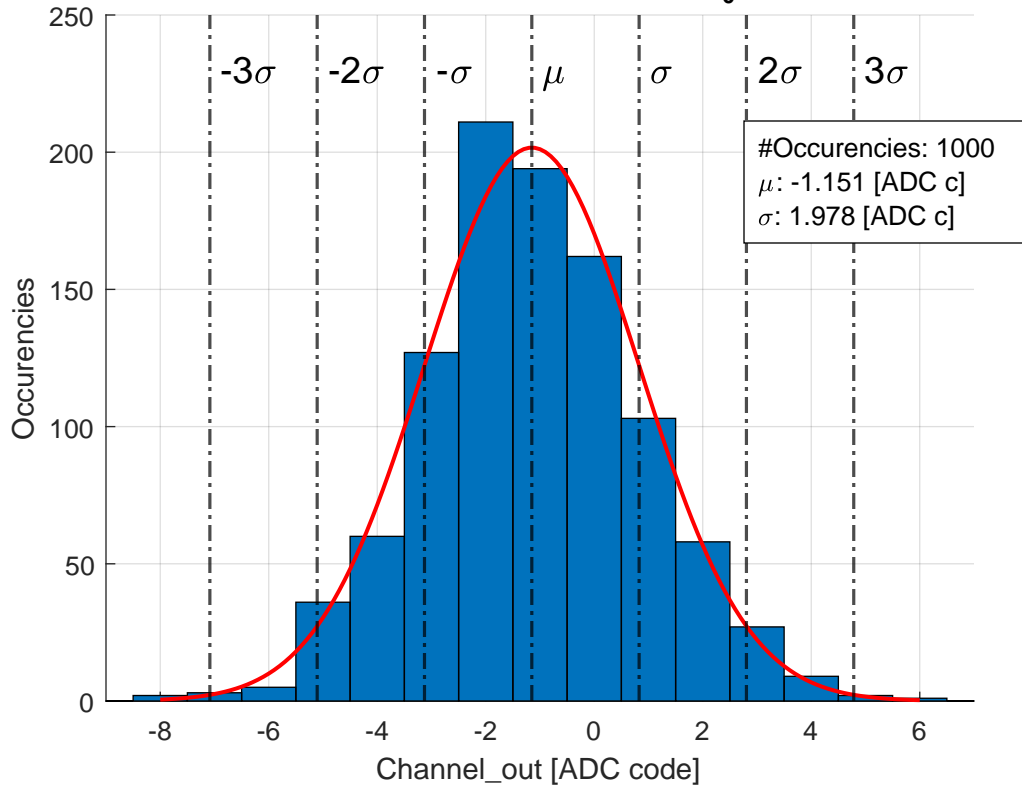 250
200
150
100
50
0
-3σ -2σ -σ μ σ 2σ 3σ
#Occurencies: 1000
μ: -1.151 [ADC c]
σ: 1.978 [ADC c]
Occurencies
-8 -6 -4 -2 0 2 4 6
Channel_out [ADC code]